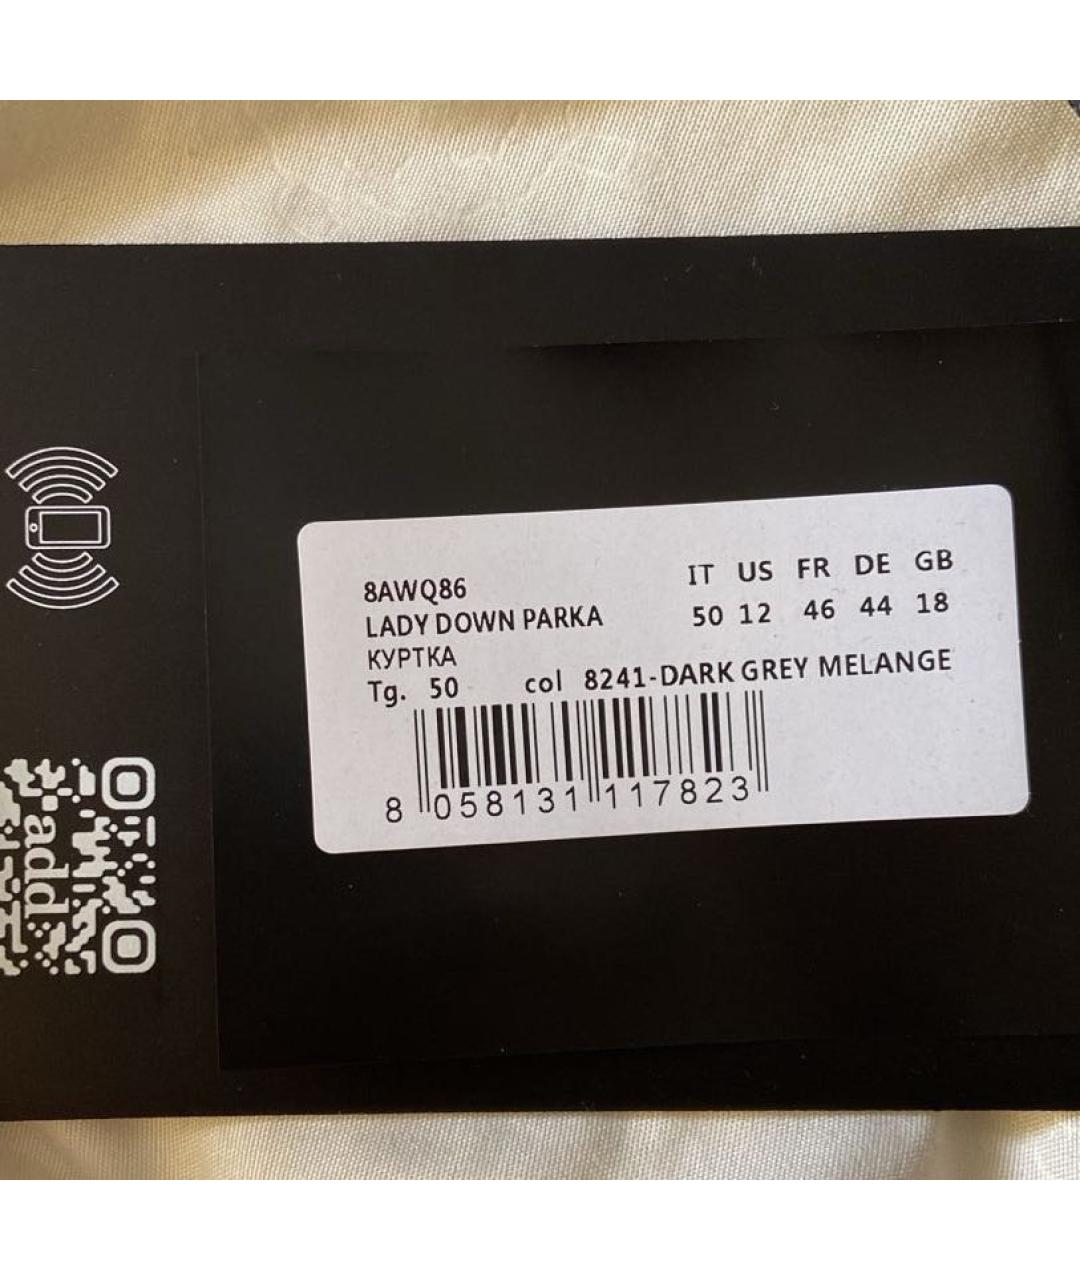 8AWQ86
LADY DOWN PARKA
КУРТКА
Tg. 50 col 8241-DARK GREY MELANGE
IT US FR DE GB
50 12 46 44 18
8 058131 117823
add